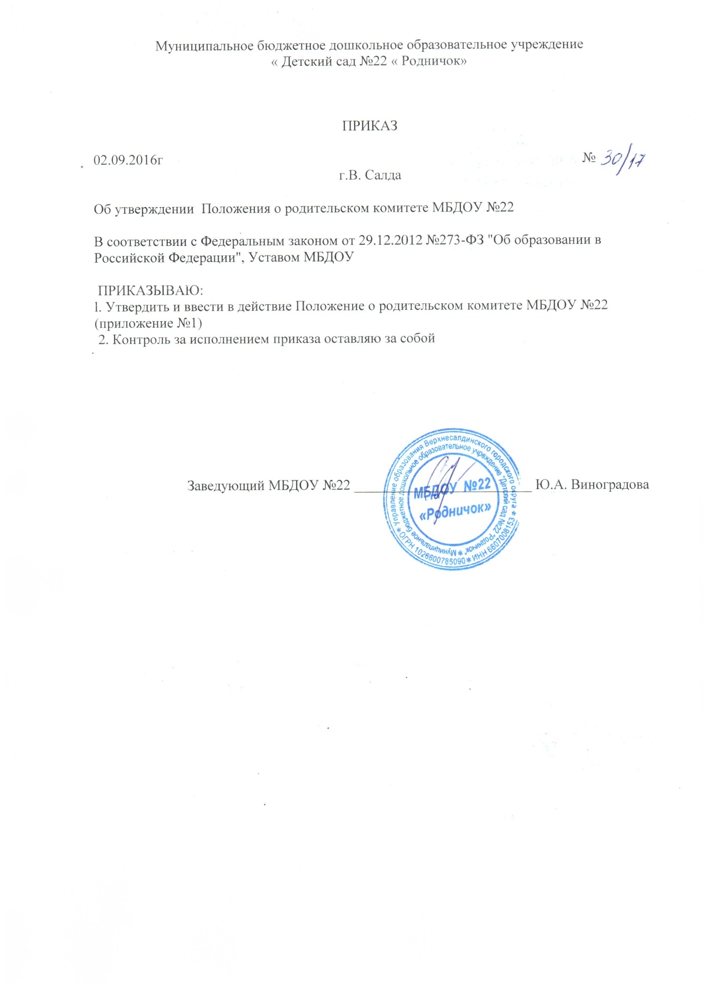 Муниципальное бюджетное дошкольное образовательное учреждение
« Детский сад №22 « Родничок»
ПРИКАЗ
02.09.2016г № 30/17
г.В. Салда
Об утверждении Положения о родительском комитете МБДОУ №22
В соответствии с Федеральным законом от 29.12.2012 №273-ФЗ "Об образовании в
Российской Федерации", Уставом МБДОУ
ПРИКАЗЫВАЮ:
l. Утвердить и ввести в действие Положение о родительском комитете МБДОУ №22
(приложение №1)
2. Контроль за исполнением приказа оставляю за собой
Заведующий МБДОУ №22 _________________________ Ю.А. Виноградова
Управление образования Верхнесалдинского городского округа * ИНН 6607008153 * ОГРН 1026600785090 *
Муниципальное бюджетное дошкольное образовательное учреждение "Детский сад №22 "Родничок" *
МБДОУ №22
«Родничок»